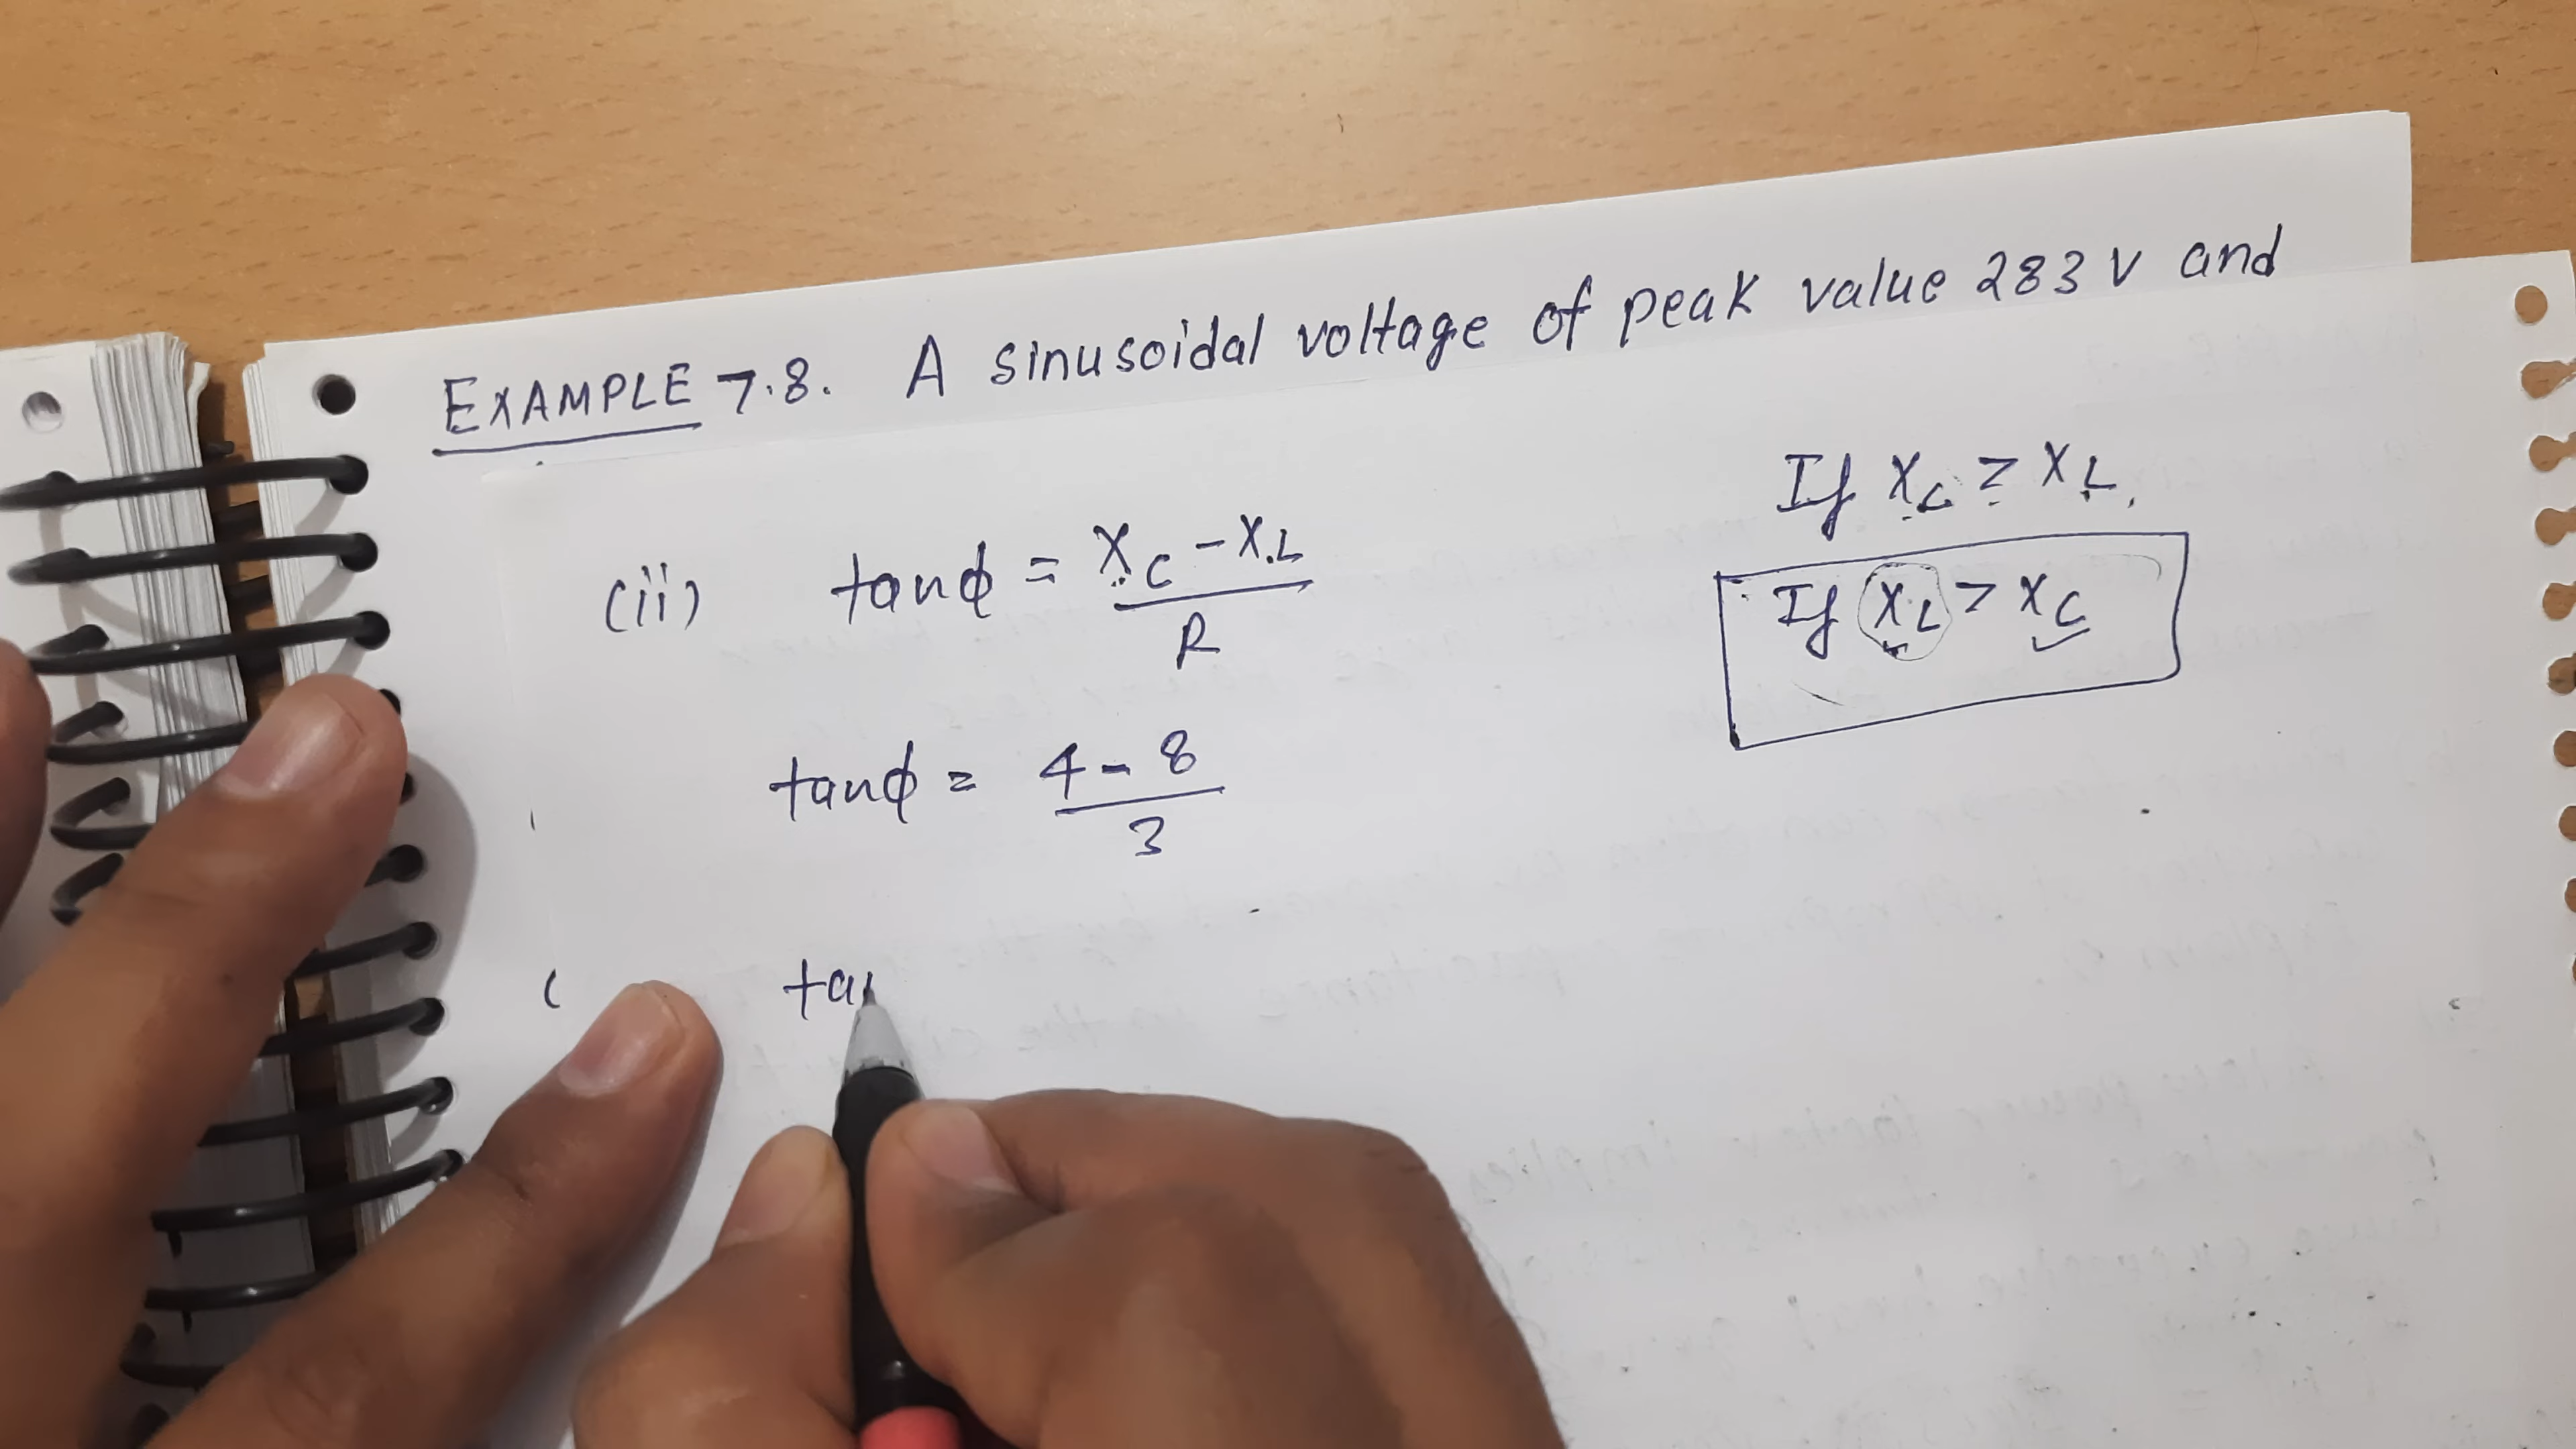 EXAMPLE 7.8. A sinusoidal voltage of peak value 283 V and
If X_C > X_L.
(ii) tanϕ = X_C - X_L / R
If X_L > X_C
tanϕ = 4 - 8 / 3
( tan